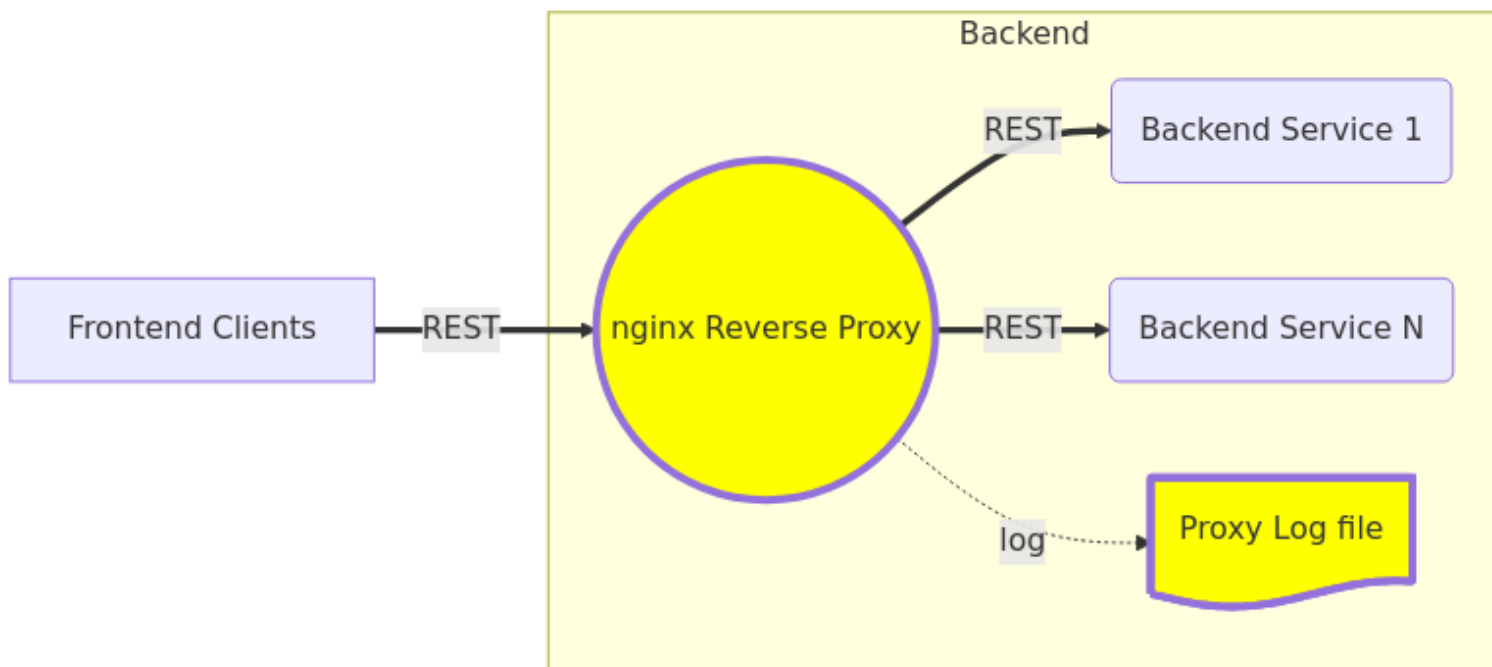 Backend
REST
Backend Service 1
Frontend Clients
REST
nginx Reverse Proxy
REST
Backend Service N
log
Proxy Log file